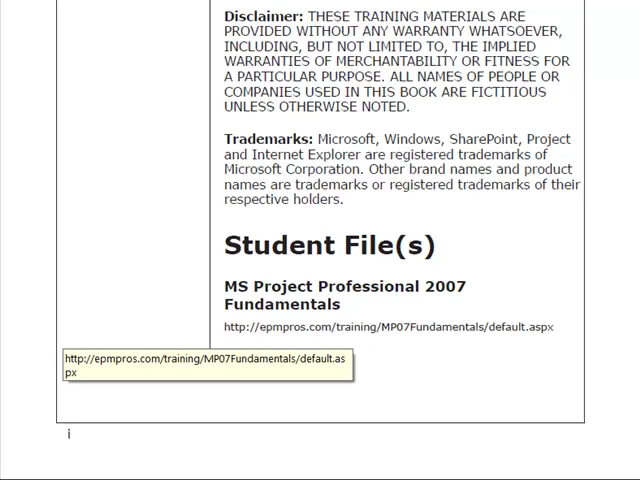 Disclaimer: THESE TRAINING MATERIALS ARE
PROVIDED WITHOUT ANY WARRANTY WHATSOEVER,
INCLUDING, BUT NOT LIMITED TO, THE IMPLIED
WARRANTIES OF MERCHANTABILITY OR FITNESS FOR
A PARTICULAR PURPOSE. ALL NAMES OF PEOPLE OR
COMPANIES USED IN THIS BOOK ARE FICTITIOUS
UNLESS OTHERWISE NOTED.
Trademarks: Microsoft, Windows, SharePoint, Project
and Internet Explorer are registered trademarks of
Microsoft Corporation. Other brand names and product
names are trademarks or registered trademarks of their
respective holders.
Student File(s)
MS Project Professional 2007
Fundamentals
http://epmpros.com/training/MP07Fundamentals/default.aspx
http://epmpros.com/training/MP07Fundamentals/default.as
px
i